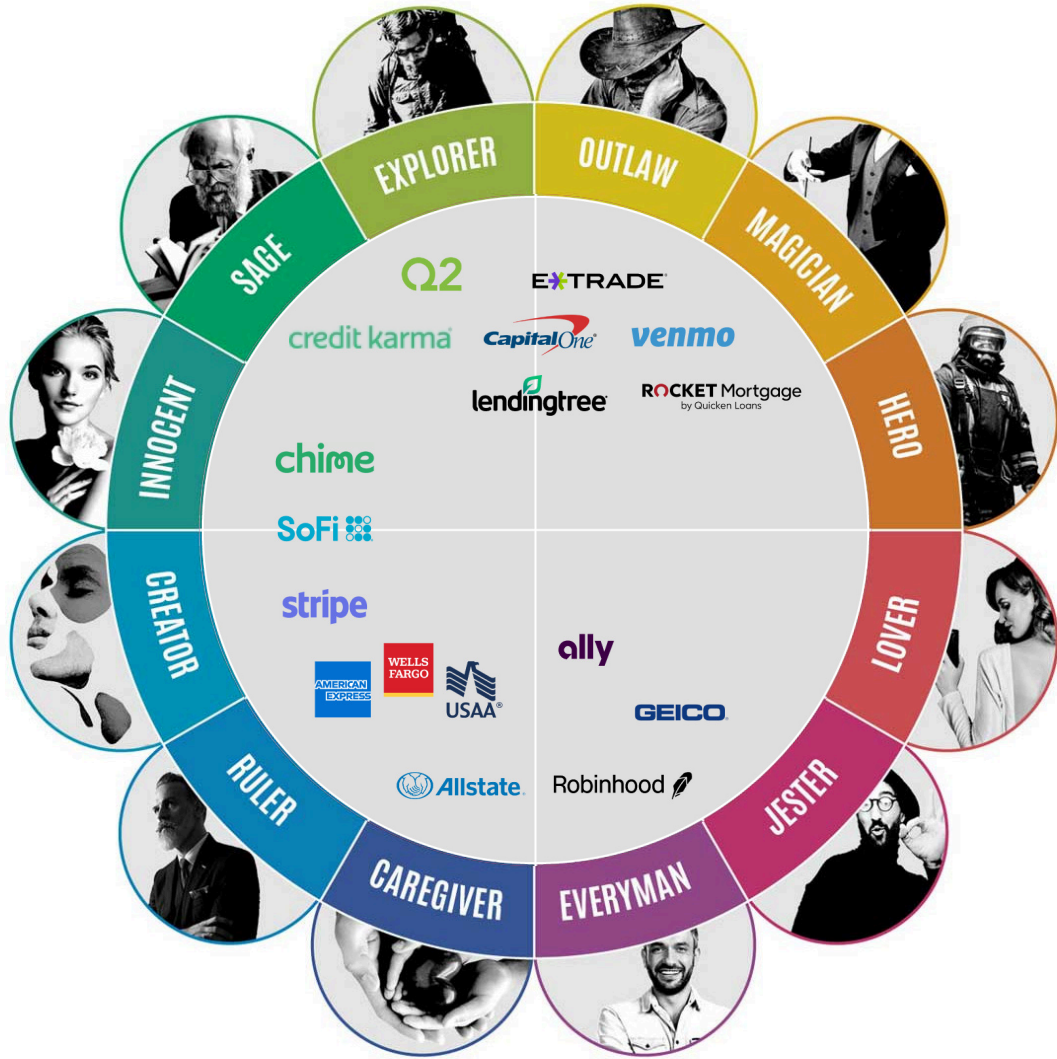 EXPLORER
OUTLAW
SAGE
MAGICIAN
INNOCENT
HERO
Q2
E*TRADE
credit karma
Capital One®
venmo
lendingtree
ROCKET Mortgage
by Quicken Loans
chime
SoFi
CREATOR
LOVER
stripe
ally
AMERICAN
EXPRESS
WELLS
FARGO
USAA®
GEICO
RULER
JESTER
Allstate
Robinhood
CAREGIVER
EVERYMAN